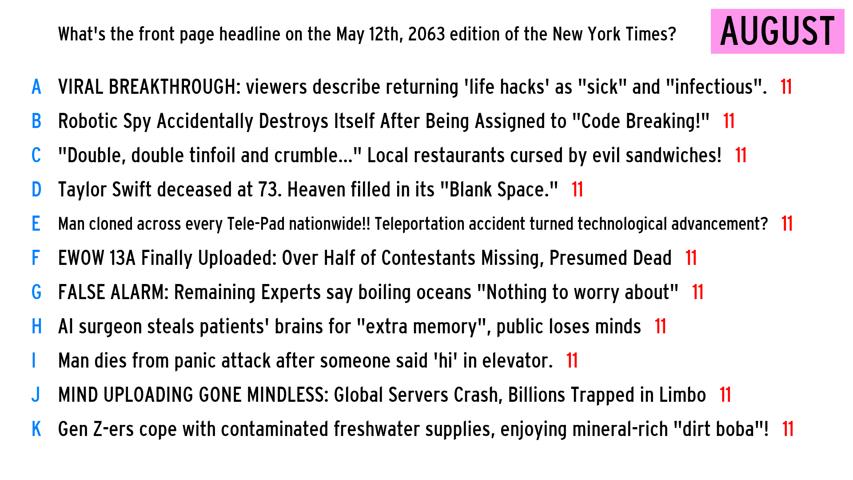 What's the front page headline on the May 12th, 2063 edition of the New York Times?
AUGUST
A VIRAL BREAKTHROUGH: viewers describe returning 'life hacks' as "sick" and "infectious". 11
B Robotic Spy Accidentally Destroys Itself After Being Assigned to "Code Breaking!" 11
C "Double, double tinfoil and crumble..." Local restaurants cursed by evil sandwiches! 11
D Taylor Swift deceased at 73. Heaven filled in its "Blank Space." 11
E Man cloned across every Tele-Pad nationwide!! Teleportation accident turned technological advancement? 11
F EWOW 13A Finally Uploaded: Over Half of Contestants Missing, Presumed Dead 11
G FALSE ALARM: Remaining Experts say boiling oceans "Nothing to worry about" 11
H AI surgeon steals patients' brains for "extra memory", public loses minds 11
I Man dies from panic attack after someone said 'hi' in elevator. 11
J MIND UPLOADING GONE MINDLESS: Global Servers Crash, Billions Trapped in Limbo 11
K Gen Z-ers cope with contaminated freshwater supplies, enjoying mineral-rich "dirt boba"! 11